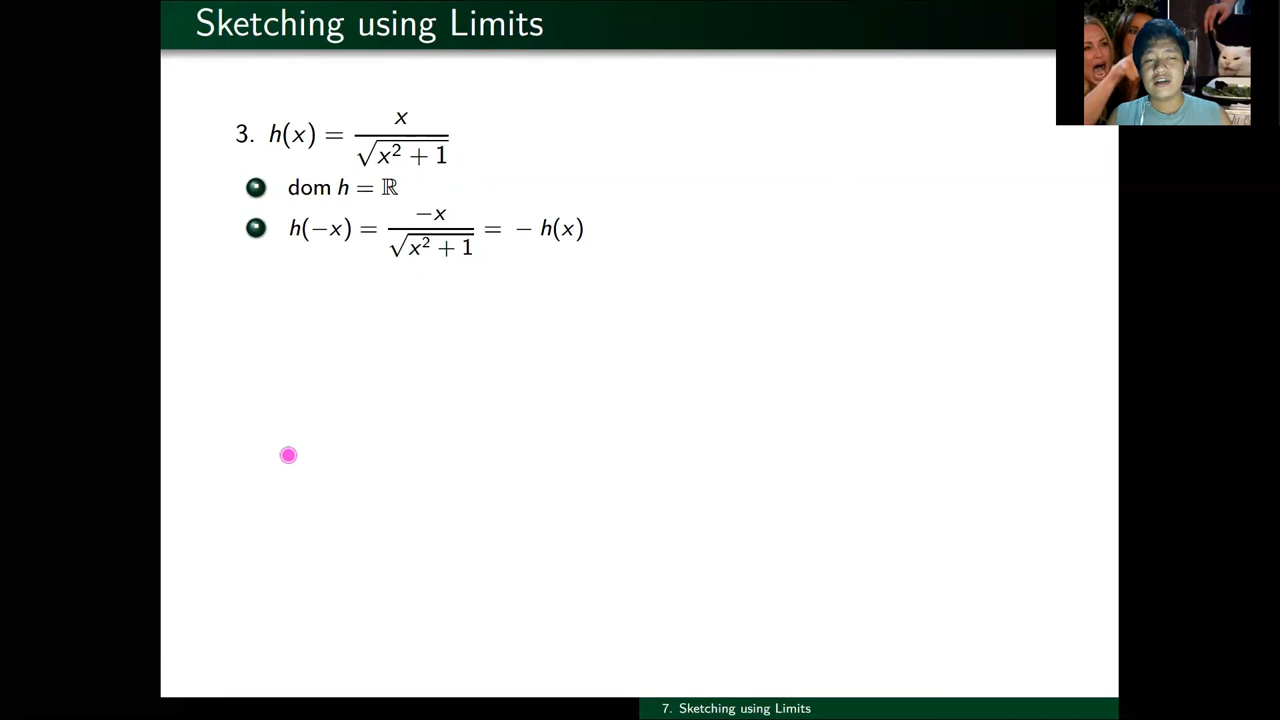 Sketching using Limits
3. h(x) = x / √(x² + 1)
dom h = ℝ
h(−x) = −x / √(x² + 1) = − h(x)
7. Sketching using Limits